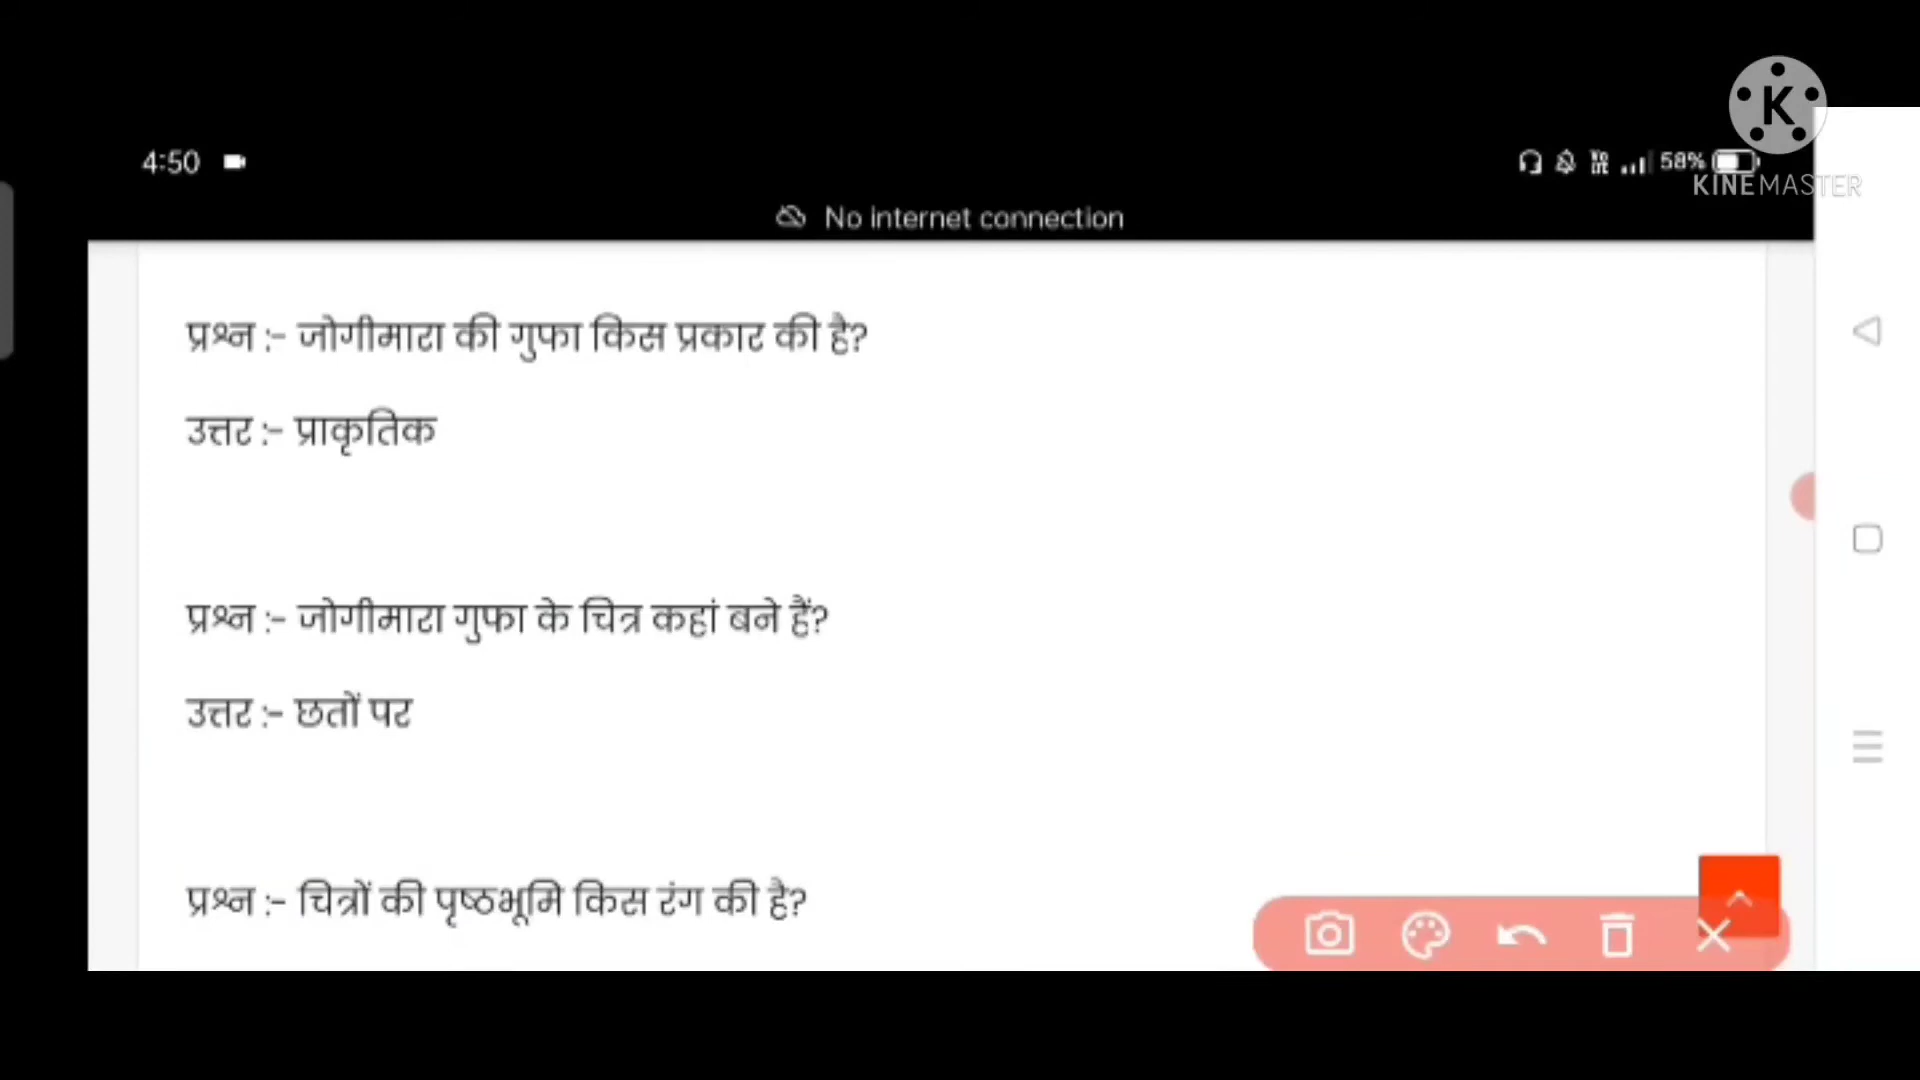 4:50
58%
K
KINEMASTER
No internet connection
प्रश्न :- जोगीमारा की गुफा किस प्रकार की है?
उत्तर :- प्राकृतिक
प्रश्न :- जोगीमारा गुफा के चित्र कहां बने हैं?
उत्तर :- छतों पर
प्रश्न :- चित्रों की पृष्ठभूमि किस रंग की है?